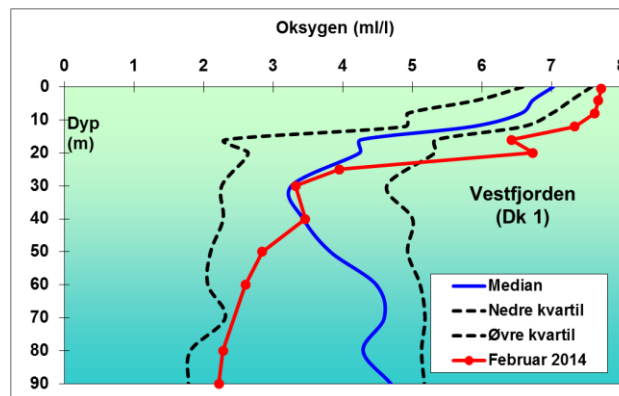 Oksygen (ml/l)
0 1 2 3 4 5 6 7 8
0
10
20
30
40
50
60
70
80
90
Dyp
(m)
Vestfjorden
(Dk 1)
Median
Nedre kvartil
Øvre kvartil
Februar 2014